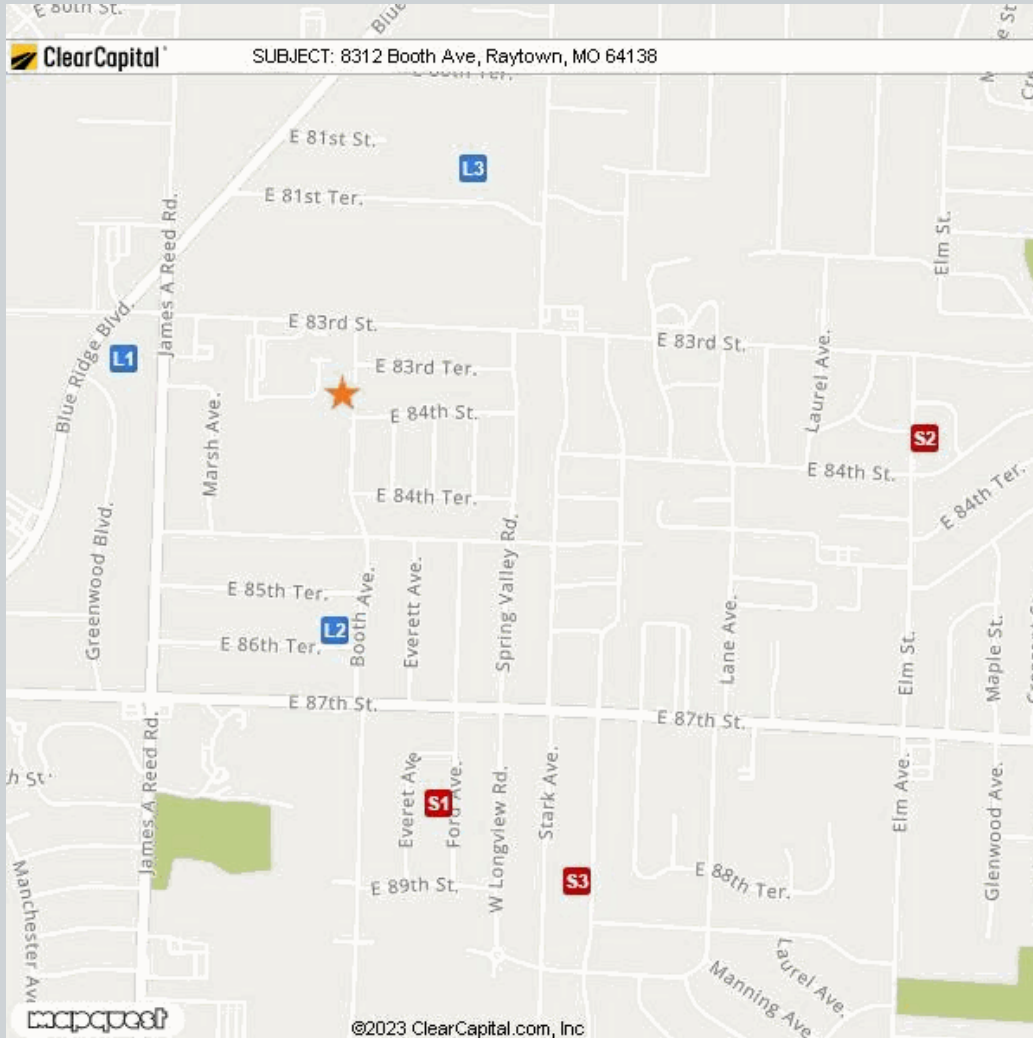 E 80th St.
Blue
ClearCapital
SUBJECT: 8312 Booth Ave, Raytown, MO 64138
E 81st St.
L3
E 81st Ter.
James A Reed Rd.
Elm St.
E 83rd St.
Blue Ridge Blvd.
L1
E 83rd St.
E 83rd Ter.
Laurel Ave.
E 84th St.
Marsh Ave.
S2
E 84th St.
E 84th Ter.
E 84th Ter.
Greenwood Blvd.
Spring Valley Rd.
E 85th Ter.
Booth Ave.
Everett Ave.
L2
E 86th Ter.
Lane Ave.
Elm St.
Maple St.
E 87th St.
E 87th St.
James A Reed Rd.
h St.
Everet Ave
S1
Ford Ave.
W Longview Rd.
Stark Ave.
Elm Ave.
Glenwood Ave.
E 89th St.
S3
E 88th Ter.
Manchester Ave
Laurel Ave.
Manning Ave
mapquest
©2023 ClearCapital.com, Inc